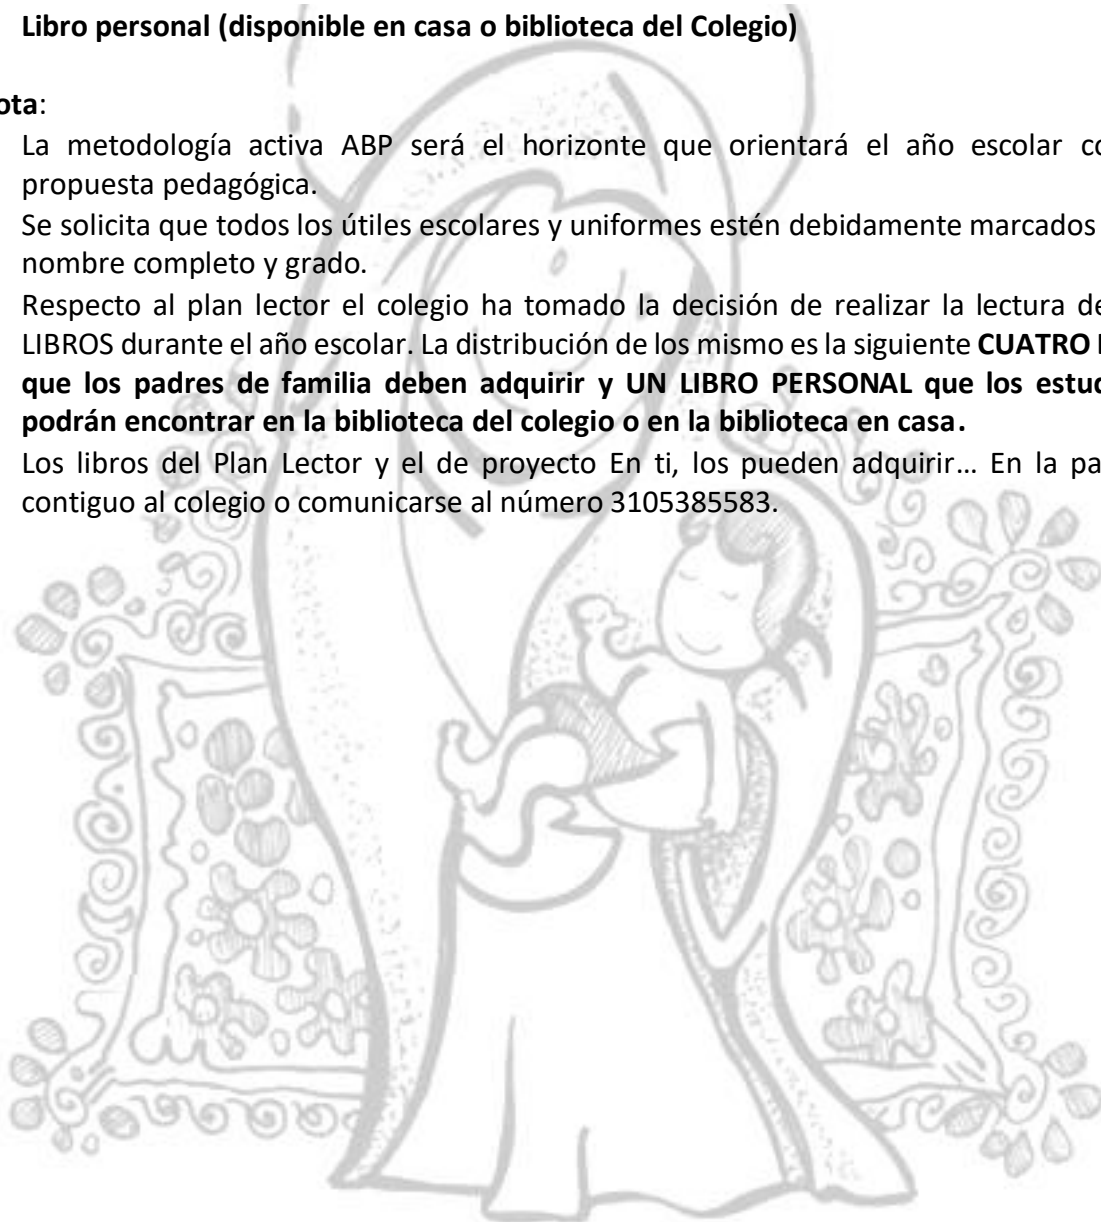 Libro personal (disponible en casa o biblioteca del Colegio)
ota:
La metodología activa ABP será el horizonte que orientará el año escolar co
propuesta pedagógica.
Se solicita que todos los útiles escolares y uniformes estén debidamente marcados
nombre completo y grado.
Respecto al plan lector el colegio ha tomado la decisión de realizar la lectura de
LIBROS durante el año escolar. La distribución de los mismo es la siguiente CUATRO
que los padres de familia deben adquirir y UN LIBRO PERSONAL que los estud
podrán encontrar en la biblioteca del colegio o en la biblioteca en casa.
Los libros del Plan Lector y el de proyecto En ti, los pueden adquirir... En la pa
contiguo al colegio o comunicarse al número 3105385583.